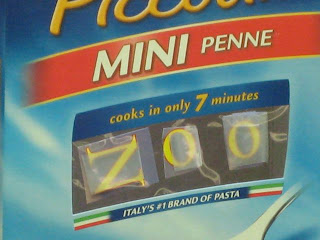 MINI PENNE
cooks in only 7 minutes
ZOO
ITALY'S #1 BRAND OF PASTA